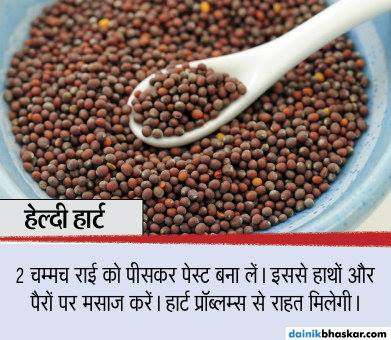 हेल्दी हार्ट
2 चम्मच राई को पीसकर पेस्ट बना लें। इससे हाथों और
पैरों पर मसाज करें। हार्ट प्रॉब्लम्स से राहत मिलेगी।
dainikbhaskar.com